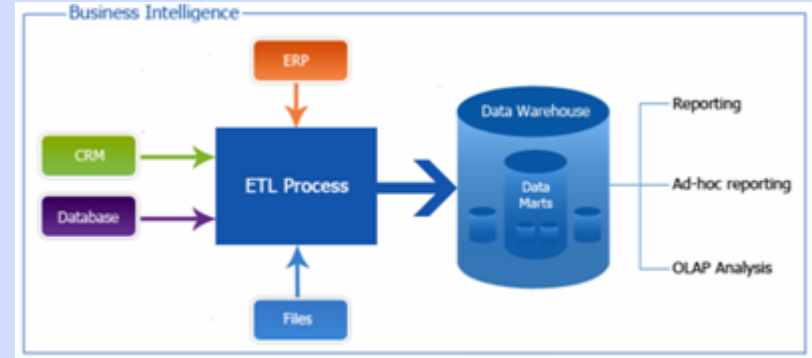 Business Intelligence
ERP
CRM
Database
ETL Process
Files
Data Warehouse
Data
Marts
Reporting
Ad-hoc reporting
OLAP Analysis